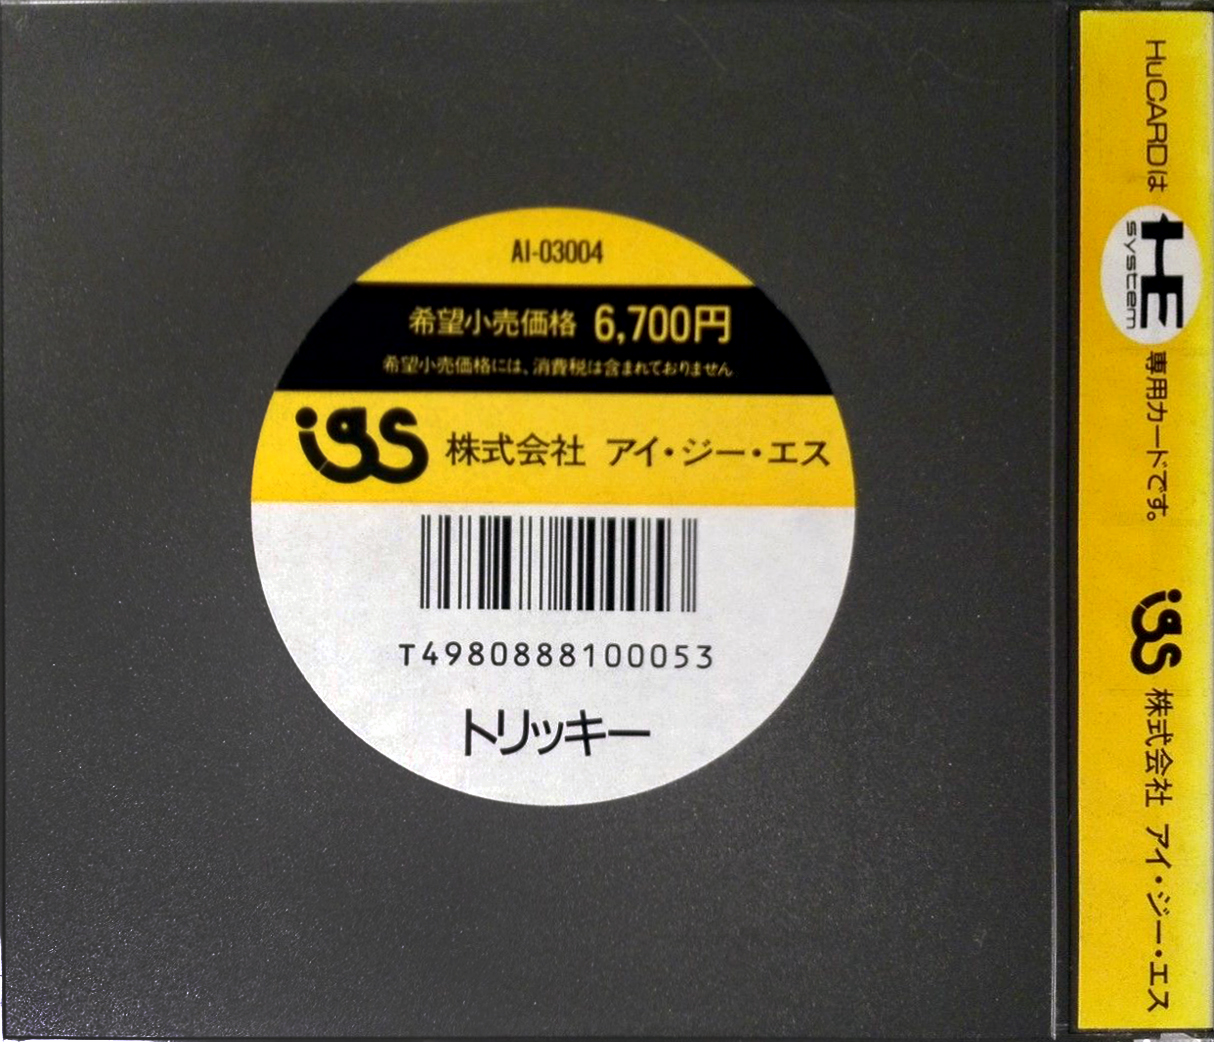 AI-03004
希望小売価格 6,700円
希望小売価格には、消費税は含まれておりません
igs 株式会社 アイ・ジー・エス
T4980888100053
トリッキー
HuCARDは HE system 専用カードです。 igs 株式会社 アイ・ジー・エス